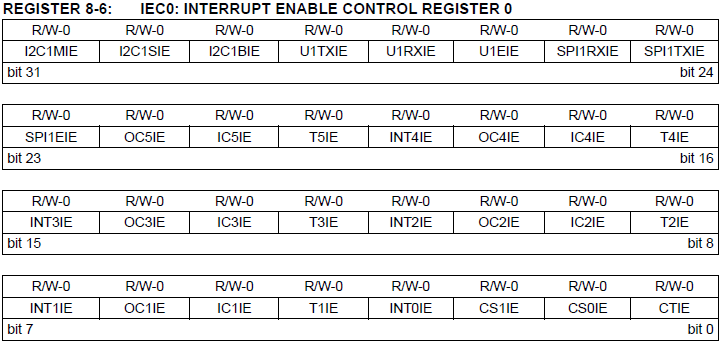 REGISTER 8-6: IEC0: INTERRUPT ENABLE CONTROL REGISTER 0
R/W-0 R/W-0 R/W-0 R/W-0 R/W-0 R/W-0 R/W-0 R/W-0
I2C1MIE I2C1SIE I2C1BIE U1TXIE U1RXIE U1EIE SPI1RXIE SPI1TXIE
bit 31 bit 24
R/W-0 R/W-0 R/W-0 R/W-0 R/W-0 R/W-0 R/W-0 R/W-0
SPI1EIE OC5IE IC5IE T5IE INT4IE OC4IE IC4IE T4IE
bit 23 bit 16
R/W-0 R/W-0 R/W-0 R/W-0 R/W-0 R/W-0 R/W-0 R/W-0
INT3IE OC3IE IC3IE T3IE INT2IE OC2IE IC2IE T2IE
bit 15 bit 8
R/W-0 R/W-0 R/W-0 R/W-0 R/W-0 R/W-0 R/W-0 R/W-0
INT1IE OC1IE IC1IE T1IE INT0IE CS1IE CS0IE CTIE
bit 7 bit 0